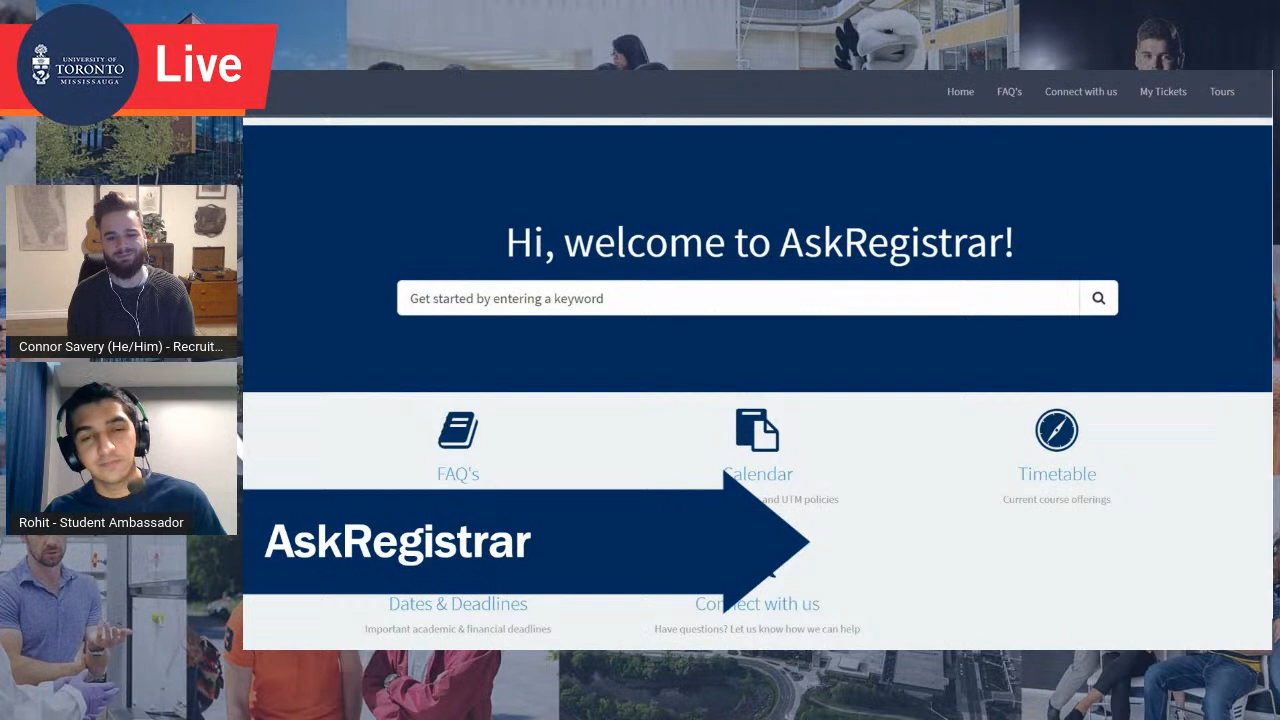 UNIVERSITY OF
TORONTO
MISSISSAUGA
Live
Home
FAQ's
Connect with us
My Tickets
Tours
Hi, welcome to AskRegistrar!
Get started by entering a keyword
Connor Savery (He/Him) - Recruit...
Rohit - Student Ambassador
FAQ's
Calendar
and UTM policies
Timetable
Current course offerings
AskRegistrar
Dates & Deadlines
Important academic & financial deadlines
Connect with us
Have questions? Let us know how we can help